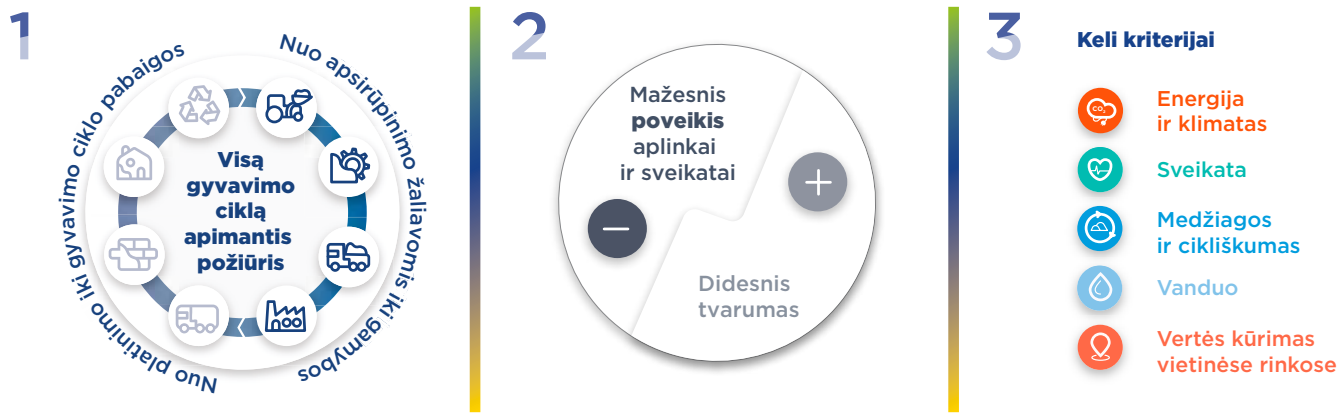 1
Nuo apsirūpinimo žaliavomis iki gamybos
Nuo platinimo iki gyvavimo ciklo pabaigos
Visą
gyvavimo
ciklą
apimantis
požiūris
2
Mažesnis
poveikis
aplinkai
ir sveikatai
Didesnis
tvarumas
3
Keli kriterijai
CO₂
Energija
ir klimatas
Sveikata
Medžiagos
ir cikliškumas
Vanduo
Vertės kūrimas
vietinėse rinkose